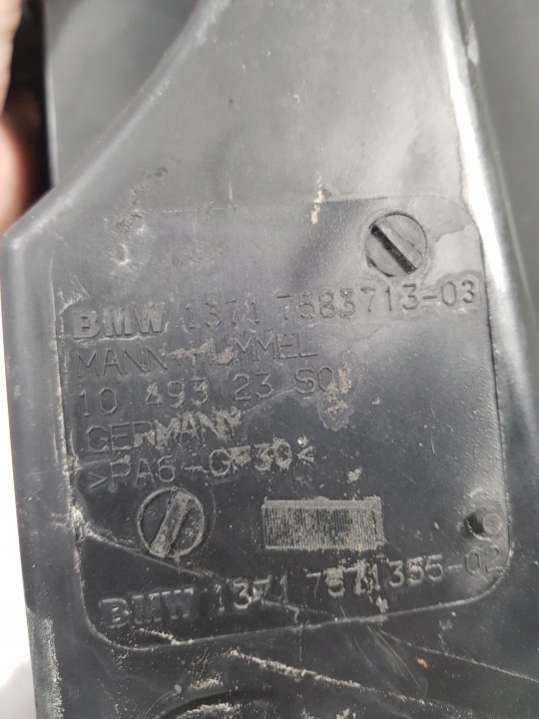 BMW 1371 7583713-03
MANN+HUMMEL
10 493 23 S01
GERMANY
>PA6-GF30<
BMW 1371 7571355-02